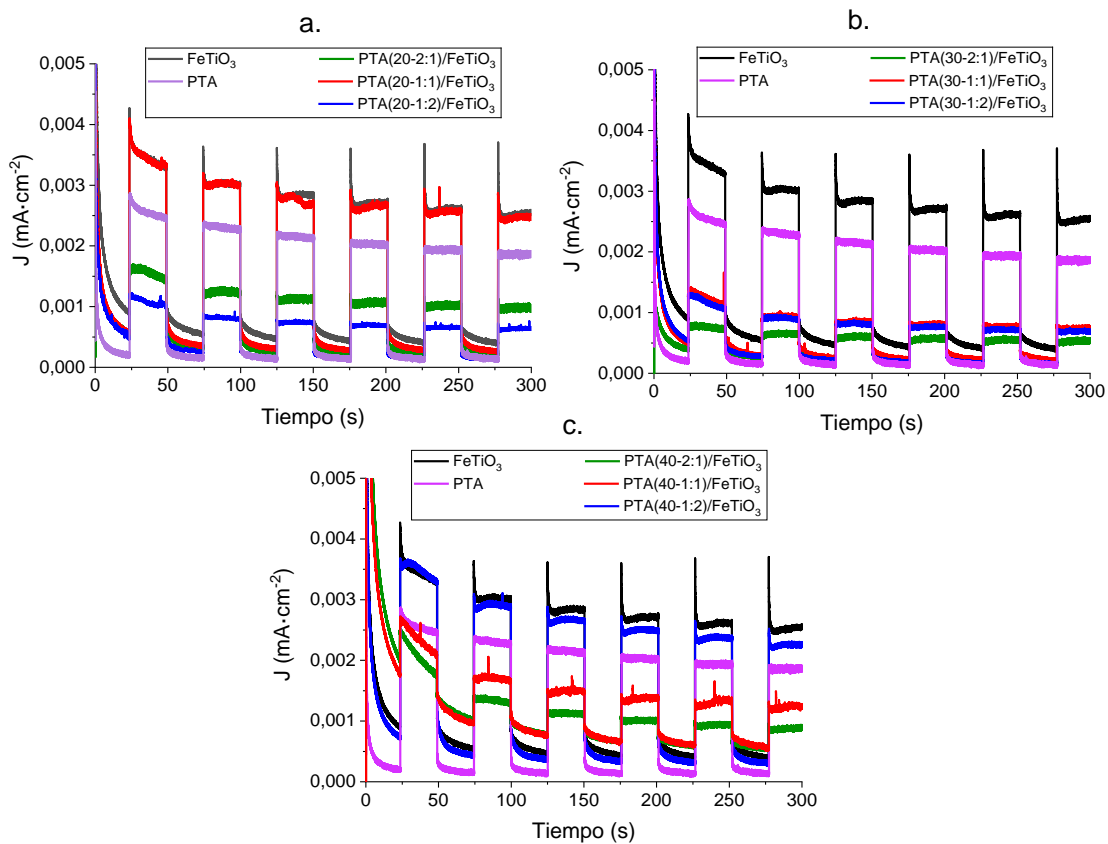 a.
FeTiO₃
PTA
PTA(20-2:1)/FeTiO₃
PTA(20-1:1)/FeTiO₃
PTA(20-1:2)/FeTiO₃
0,005
0,004
0,003
0,002
0,001
0,000
J (mA·cm⁻²)
0 50 100 150 200 250 300
Tiempo (s)
b.
FeTiO₃
PTA
PTA(30-2:1)/FeTiO₃
PTA(30-1:1)/FeTiO₃
PTA(30-1:2)/FeTiO₃
0,005
0,004
0,003
0,002
0,001
0,000
J (mA·cm⁻²)
0 50 100 150 200 250 300
Tiempo (s)
c.
FeTiO₃
PTA
PTA(40-2:1)/FeTiO₃
PTA(40-1:1)/FeTiO₃
PTA(40-1:2)/FeTiO₃
0,005
0,004
0,003
0,002
0,001
0,000
J (mA·cm⁻²)
0 50 100 150 200 250 300
Tiempo (s)